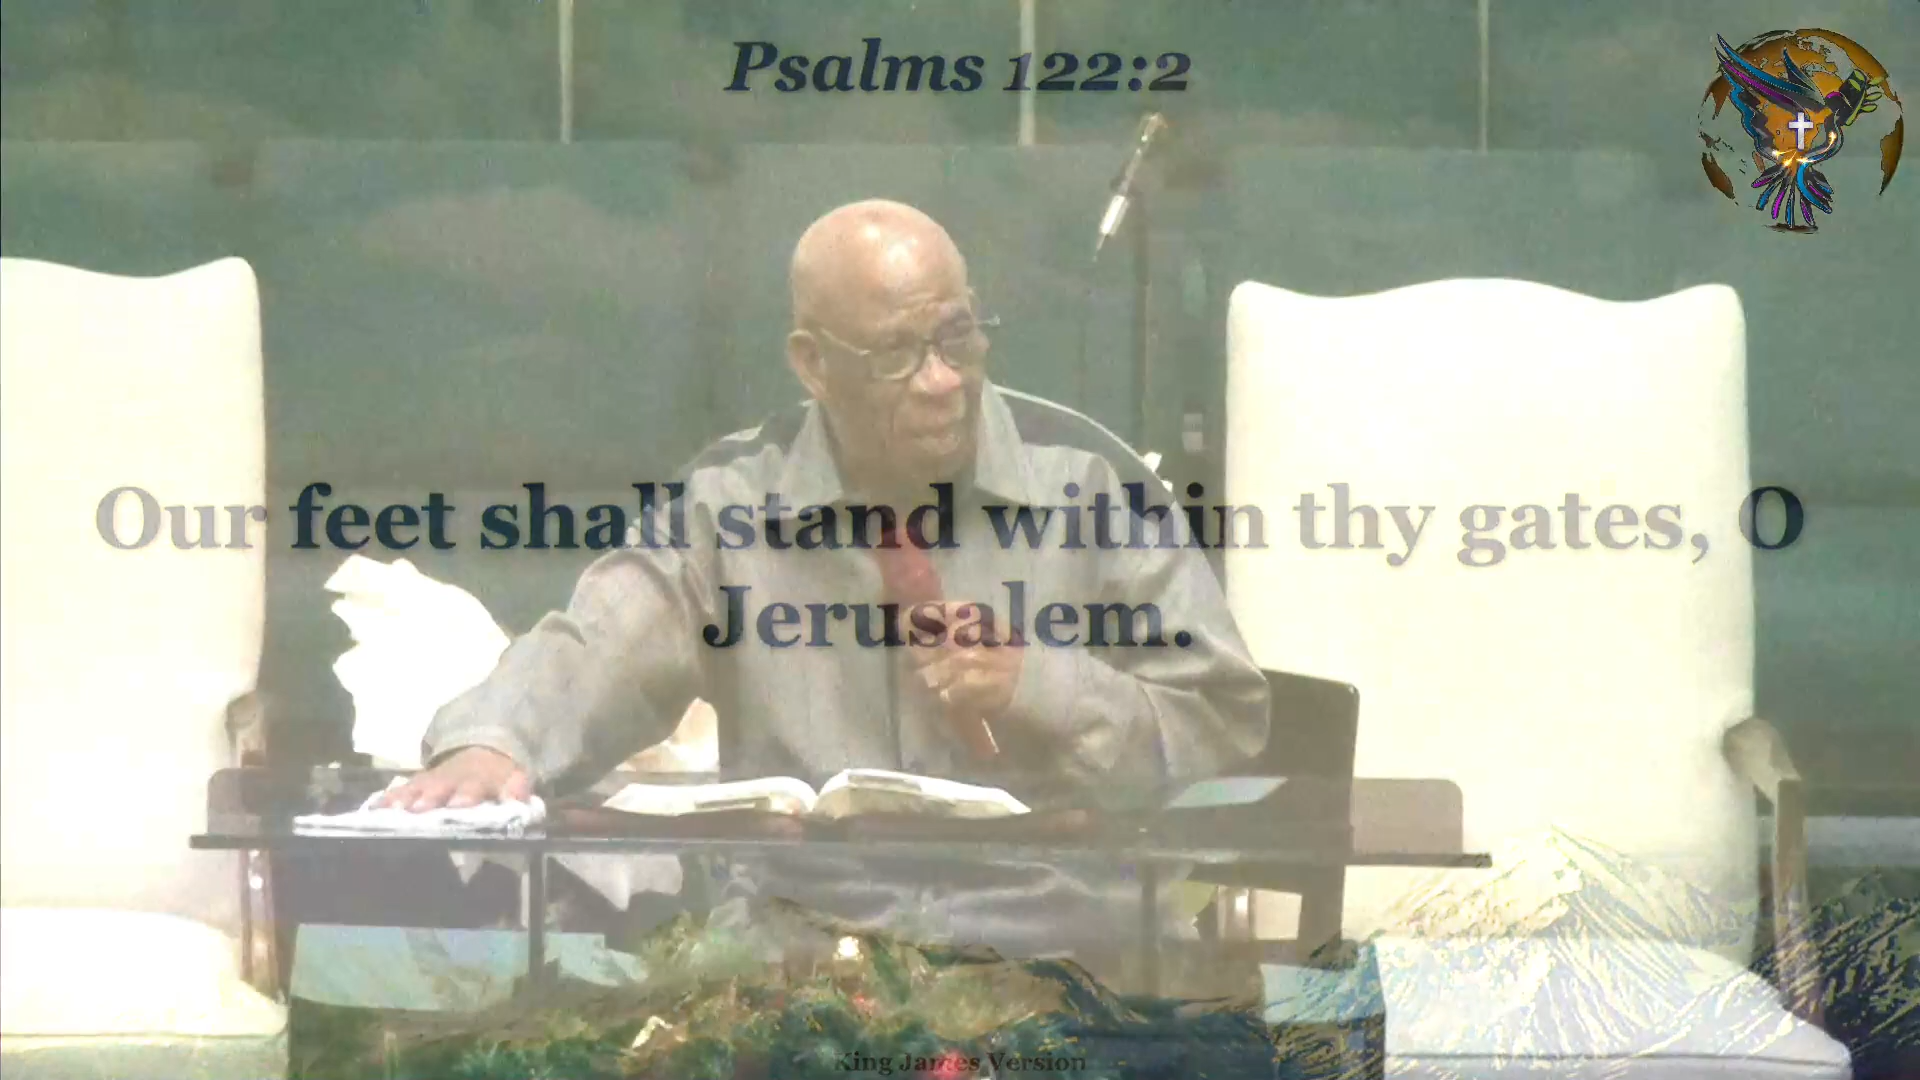 Psalms 122:2
Our feet shall stand within thy gates, O
Jerusalem.
King James Version